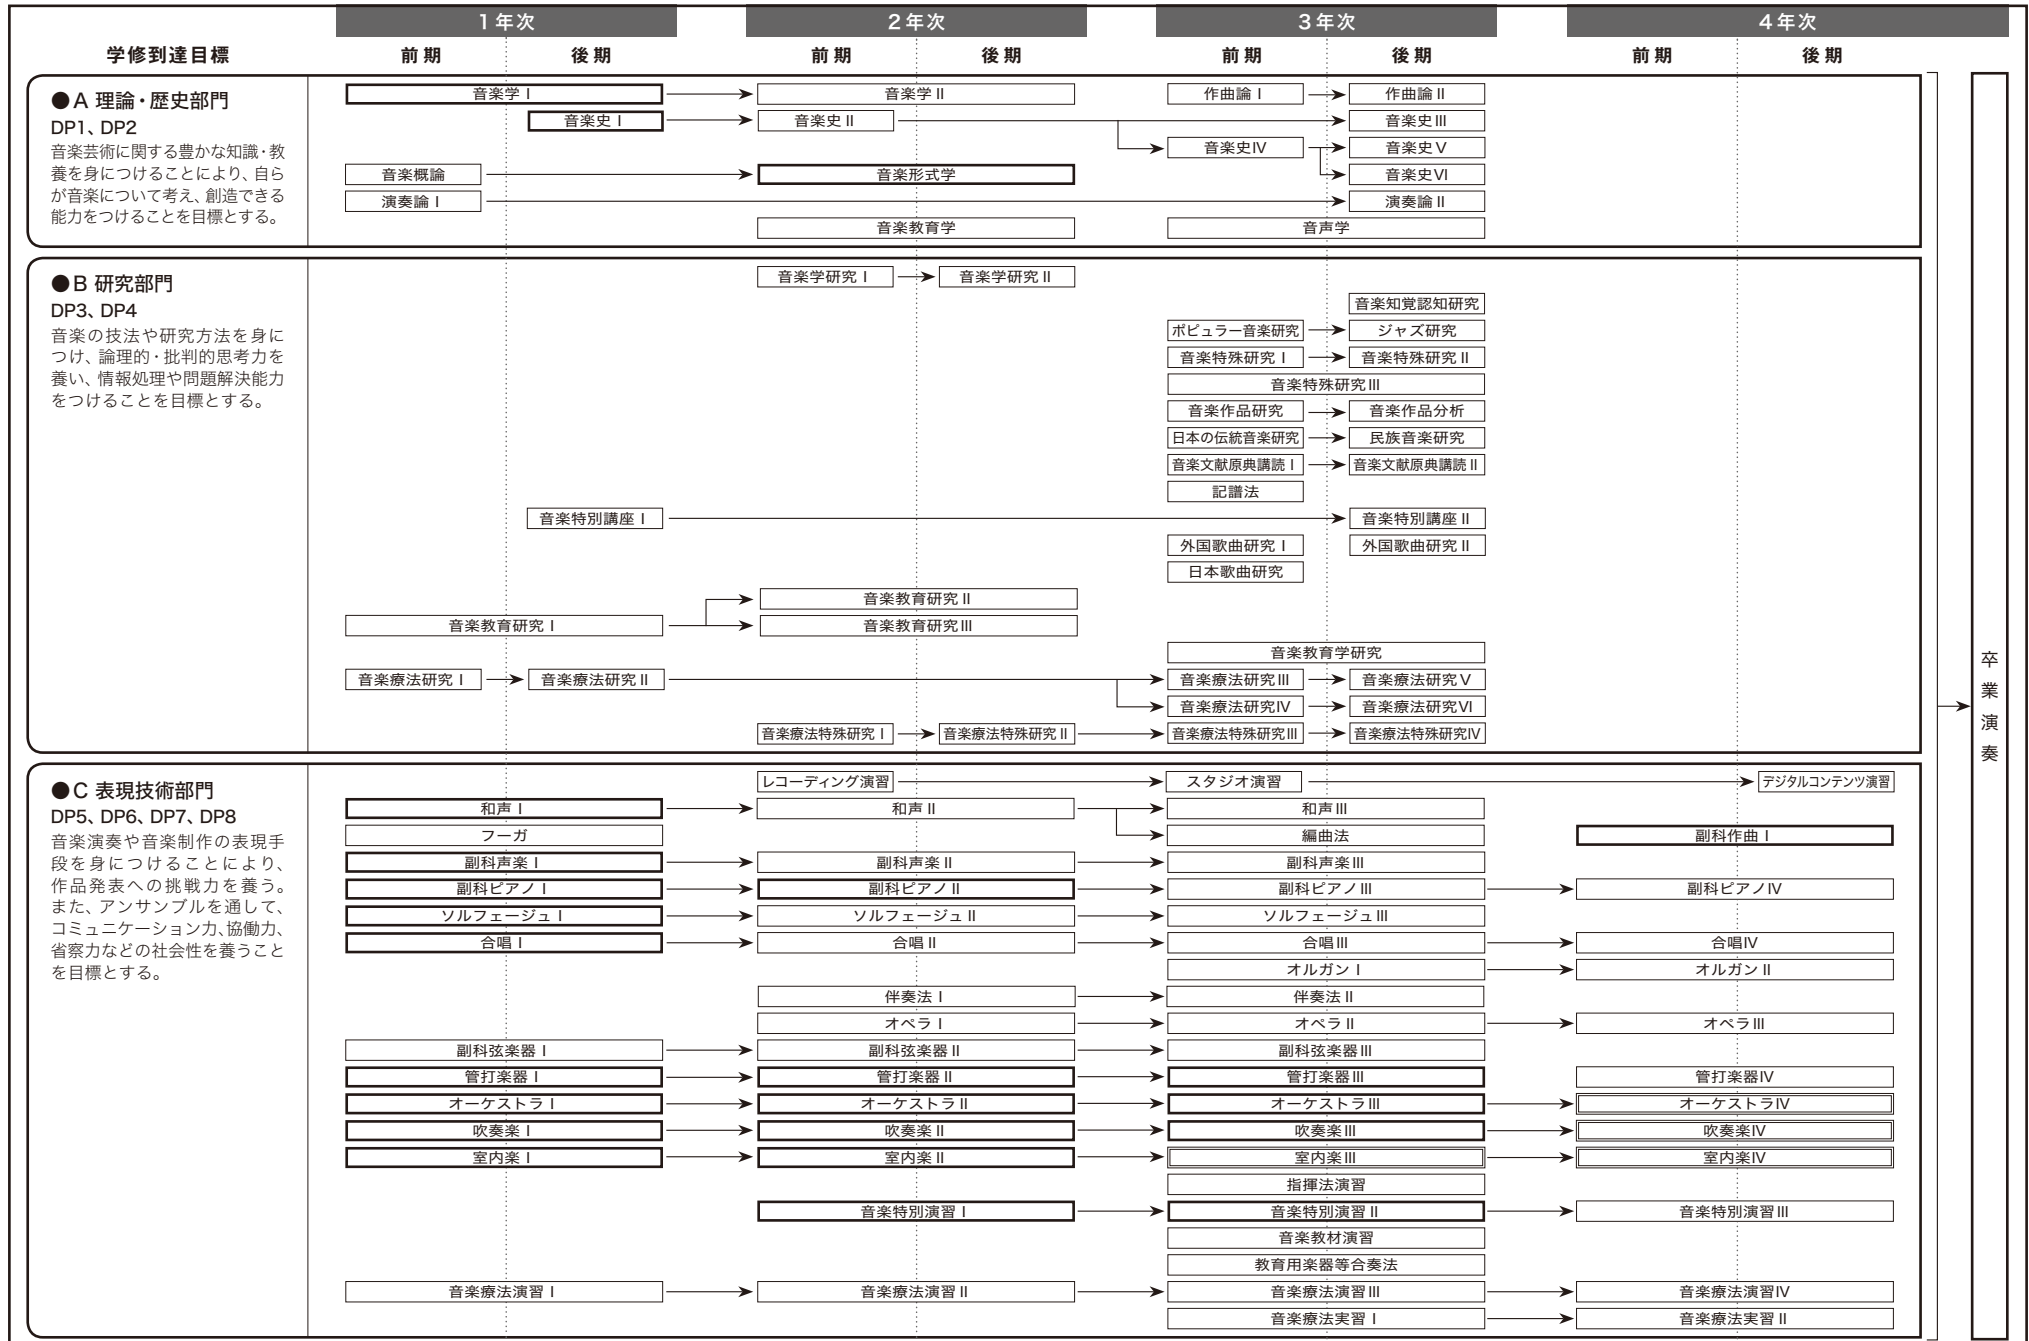 1年次 2年次 3年次 4年次
学修到達目標 前期 後期 前期 後期 前期 後期 前期 後期
●A 理論・歴史部門
DP1、DP2
音楽芸術に関する豊かな知識・教
養を身につけることにより、自ら
が音楽について考え、創造できる
能力をつけることを目標とする。
音楽学Ⅰ 音楽学Ⅱ 作曲論Ⅰ 作曲論Ⅱ
音楽史Ⅰ 音楽史Ⅱ 音楽史Ⅲ
音楽史Ⅳ 音楽史Ⅴ
音楽概論 音楽形式学 音楽史Ⅵ
演奏論Ⅰ 演奏論Ⅱ
音楽教育学 音声学
●B 研究部門
DP3、DP4
音楽の技法や研究方法を身に
つけ、論理的・批判的思考力を
養い、情報処理や問題解決能力
をつけることを目標とする。
音楽学研究Ⅰ 音楽学研究Ⅱ
音楽知覚認知研究
ポピュラー音楽研究 ジャズ研究
音楽特殊研究Ⅰ 音楽特殊研究Ⅱ
音楽特殊研究Ⅲ
音楽作品研究 音楽作品分析
日本の伝統音楽研究 民族音楽研究
音楽文献原典講読Ⅰ 音楽文献原典講読Ⅱ
記譜法
音楽特別講座Ⅰ 音楽特別講座Ⅱ
外国歌曲研究Ⅰ 外国歌曲研究Ⅱ
日本歌曲研究
音楽教育研究Ⅱ
音楽教育研究Ⅰ 音楽教育研究Ⅲ
音楽教育学研究
音楽療法研究Ⅰ 音楽療法研究Ⅱ 音楽療法研究Ⅲ 音楽療法研究Ⅴ
音楽療法研究Ⅳ 音楽療法研究Ⅵ
音楽療法特殊研究Ⅰ 音楽療法特殊研究Ⅱ 音楽療法特殊研究Ⅲ 音楽療法特殊研究Ⅳ
●C 表現技術部門
DP5、DP6、DP7、DP8
音楽演奏や音楽制作の表現手
段を身につけることにより、
作品発表への挑戦力を養う。
また、アンサンブルを通して、
コミュニケーション力、協働力、
省察力などの社会性を養うこと
を目標とする。
レコーディング演習 スタジオ演習 デジタルコンテンツ演習
和声Ⅰ 和声Ⅱ 和声Ⅲ
フーガ 編曲法 副科作曲Ⅰ
副科声楽Ⅰ 副科声楽Ⅱ 副科声楽Ⅲ
副科ピアノⅠ 副科ピアノⅡ 副科ピアノⅢ 副科ピアノⅣ
ソルフェージュⅠ ソルフェージュⅡ ソルフェージュⅢ
合唱Ⅰ 合唱Ⅱ 合唱Ⅲ 合唱Ⅳ
オルガンⅠ オルガンⅡ
伴奏法Ⅰ 伴奏法Ⅱ
オペラⅠ オペラⅡ オペラⅢ
副科弦楽器Ⅰ 副科弦楽器Ⅱ 副科弦楽器Ⅲ
管打楽器Ⅰ 管打楽器Ⅱ 管打楽器Ⅲ 管打楽器Ⅳ
オーケストラⅠ オーケストラⅡ オーケストラⅢ オーケストラⅣ
吹奏楽Ⅰ 吹奏楽Ⅱ 吹奏楽Ⅲ 吹奏楽Ⅳ
室内楽Ⅰ 室内楽Ⅱ 室内楽Ⅲ 室内楽Ⅳ
指揮法演習
音楽特別演習Ⅰ 音楽特別演習Ⅱ 音楽特別演習Ⅲ
音楽教材演習
教育用楽器等合奏法
音楽療法演習Ⅰ 音楽療法演習Ⅱ 音楽療法演習Ⅲ 音楽療法演習Ⅳ
音楽療法実習Ⅰ 音楽療法実習Ⅱ
卒業演奏